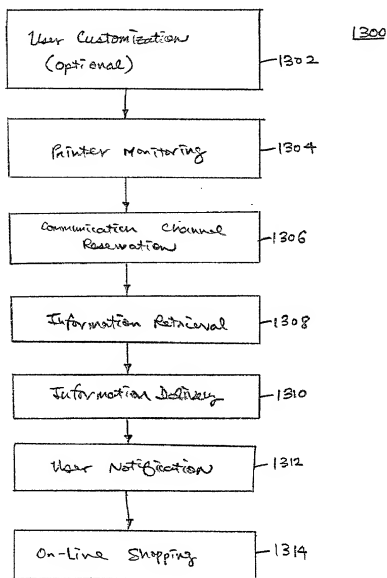 1300
User Customization
(Optional)
1302
Printer Monitoring
1304
Communication Channel
Reservation
1306
Information Retrieval
1308
Information Delivery
1310
User Notification
1312
On-Line Shopping
1314